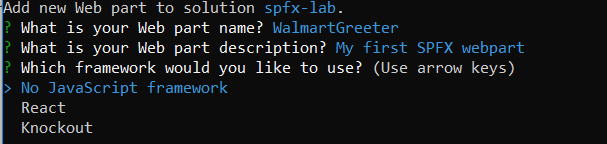 Add new Web part to solution spfx-lab.
? What is your Web part name? WalmartGreeter
? What is your Web part description? My first SPFX webpart
? Which framework would you like to use? (Use arrow keys)
> No JavaScript framework
React
Knockout